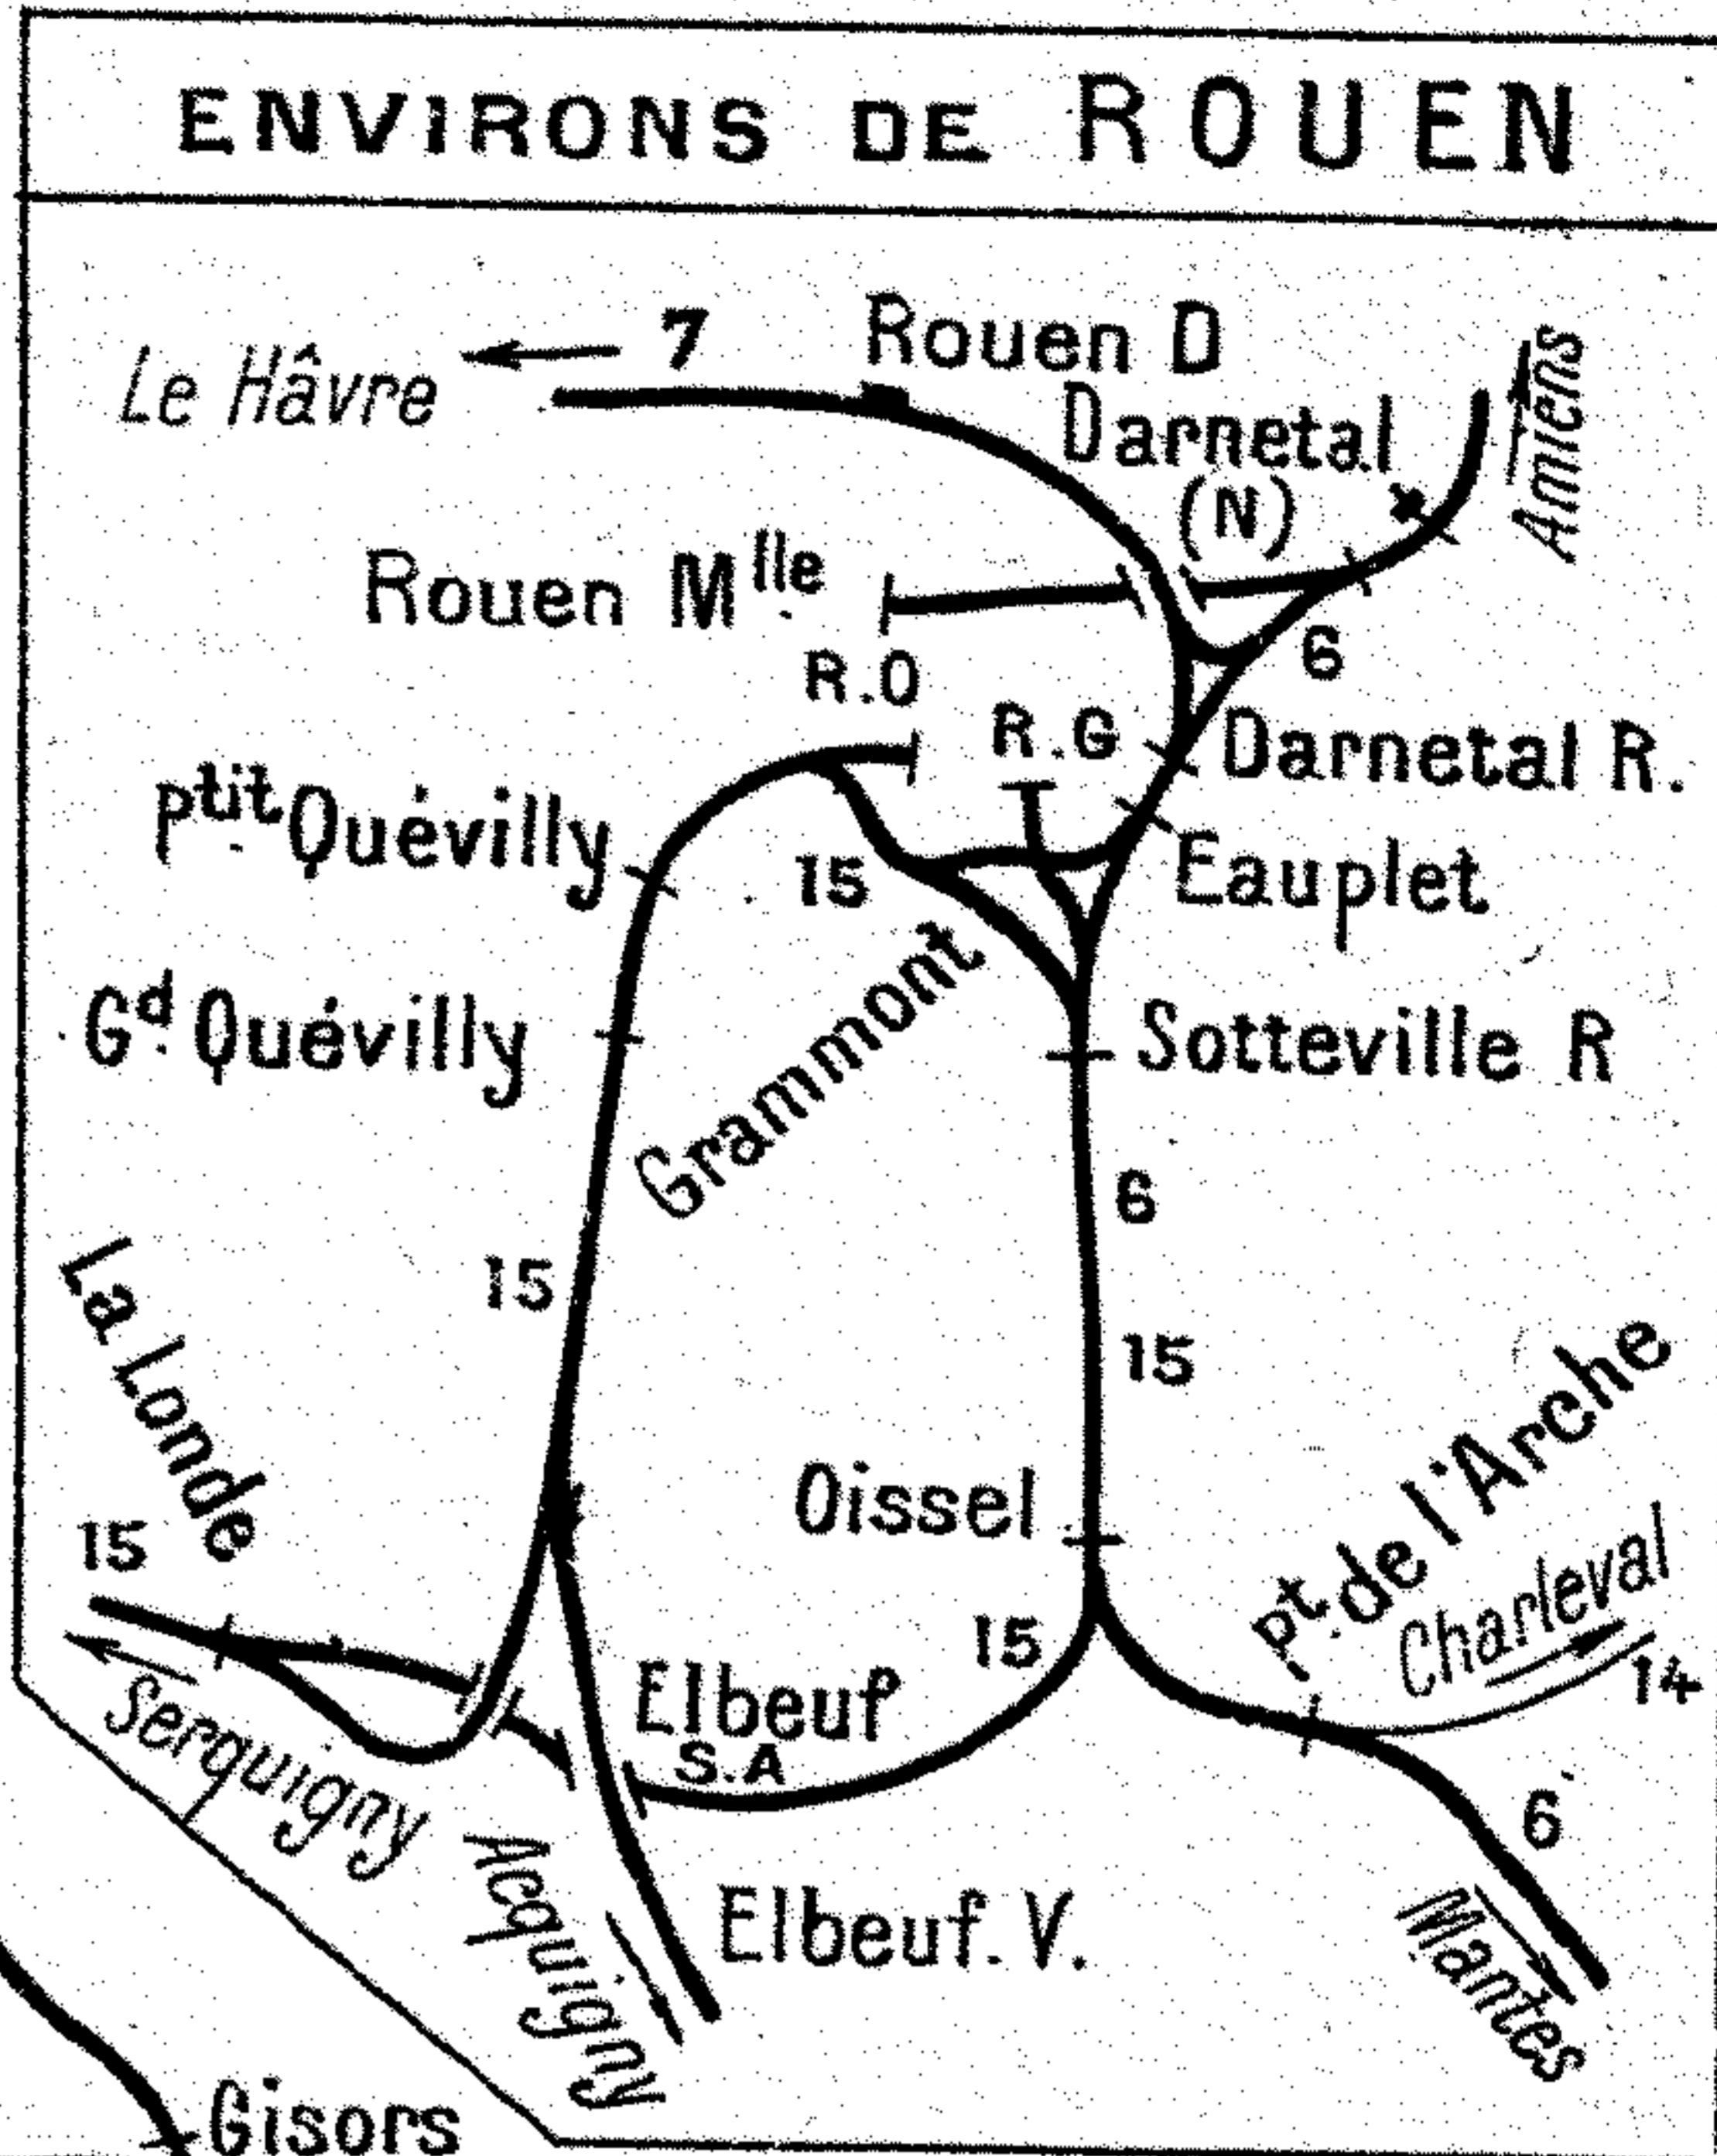 ENVIRONS DE ROUEN
Le Hâvre
7
Rouen D
Darnetal
(N)
Amiens
Rouen Mlle
6
R.O
R.G
Darnetal R.
Ptit Quévilly
15
Eauplet
Gd Quévilly
Grammont
Sotteville R
6
15
15
La Londe
Oissel
Pt. de l'Arche
15
Charleval
14
15
Elbeuf
S.A
Serquigny
6
Acquigny
Elbeuf. V.
Mantes
Gisors